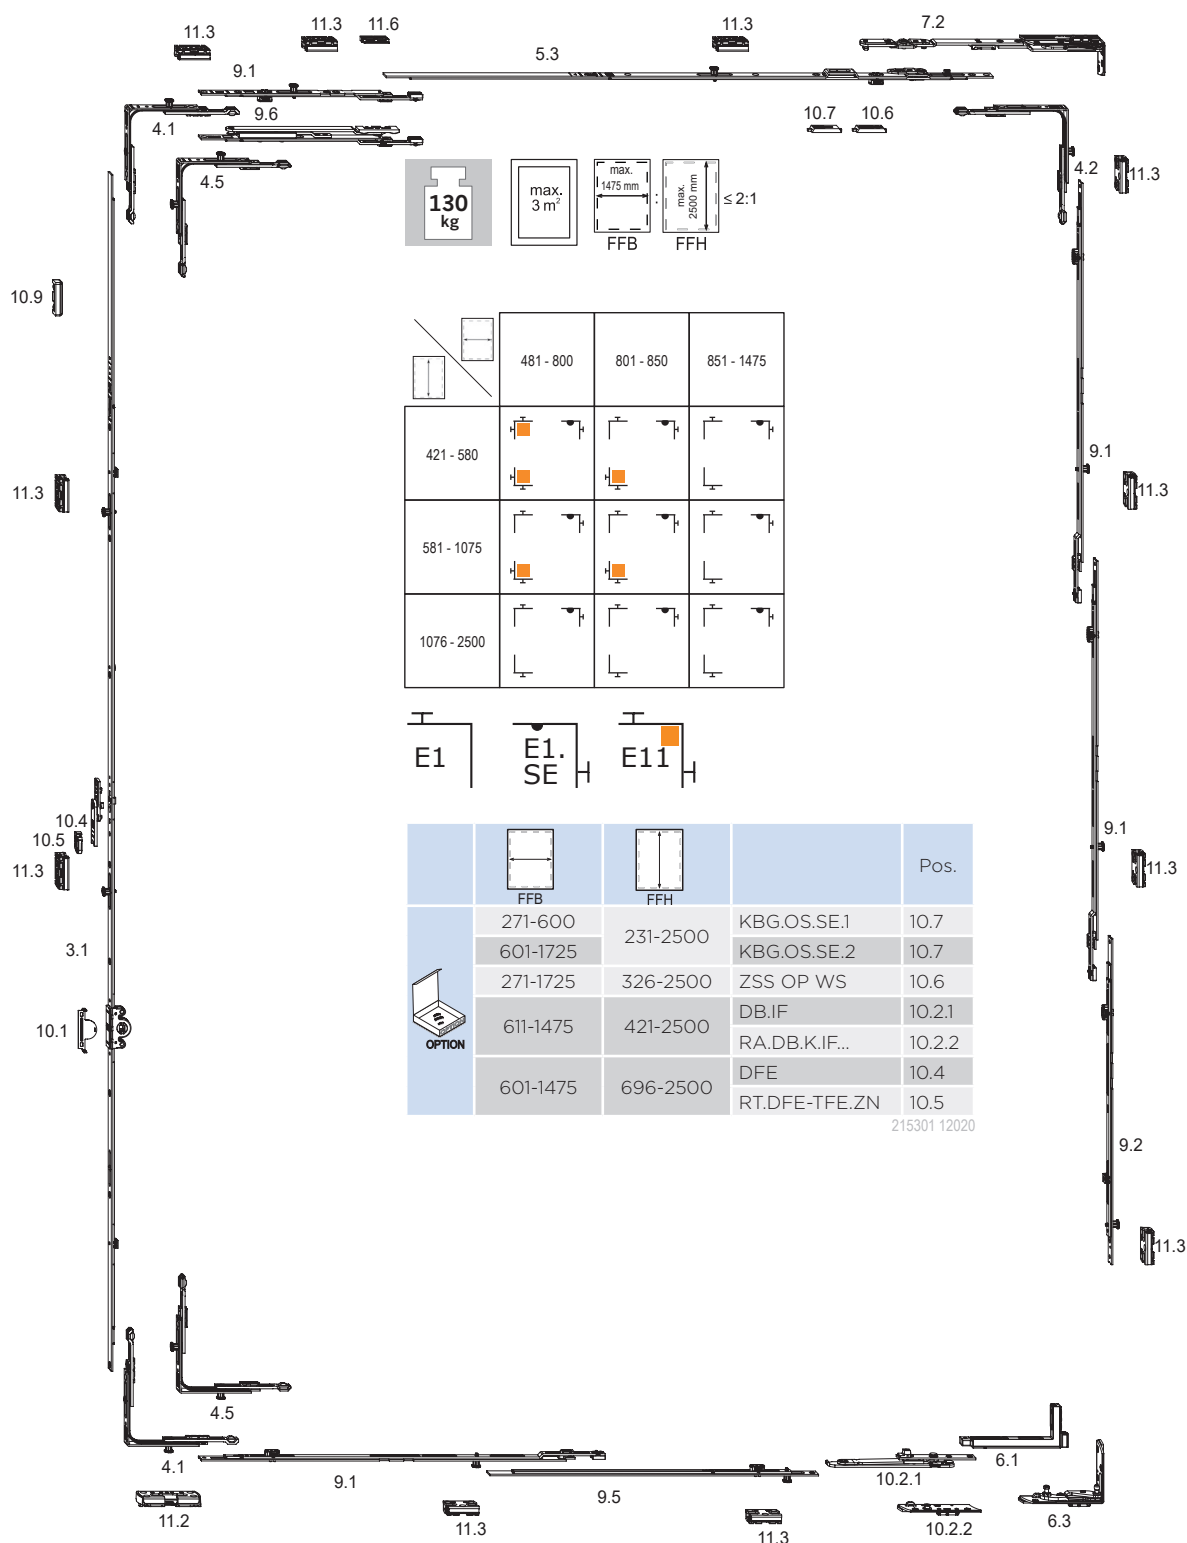 11.3
11.3
11.6
11.3
7.2
5.3
9.1
4.1
9.6
10.7
10.6
4.5
4.2
11.3
130
kg
max.
3 m²
max.
1475 mm
:
max.
2500 mm
≤ 2:1
FFB
FFH
10.9
481 - 800
801 - 850
851 - 1475
421 - 580
9.1
11.3
11.3
581 - 1075
1076 - 2500
E1
E1.
SE
E11
10.4
10.5
11.3
9.1
11.3
FFB
FFH
Pos.
271-600
231-2500
KBG.OS.SE.1
10.7
601-1725
KBG.OS.SE.2
10.7
271-1725
326-2500
ZSS OP WS
10.6
611-1475
421-2500
DB.IF
10.2.1
RA.DB.K.IF...
10.2.2
601-1475
696-2500
DFE
10.4
RT.DFE-TFE.ZN
10.5
OPTION
215301 12020
3.1
10.1
9.2
11.3
4.5
4.1
9.1
9.5
10.2.1
6.1
11.2
11.3
11.3
10.2.2
6.3